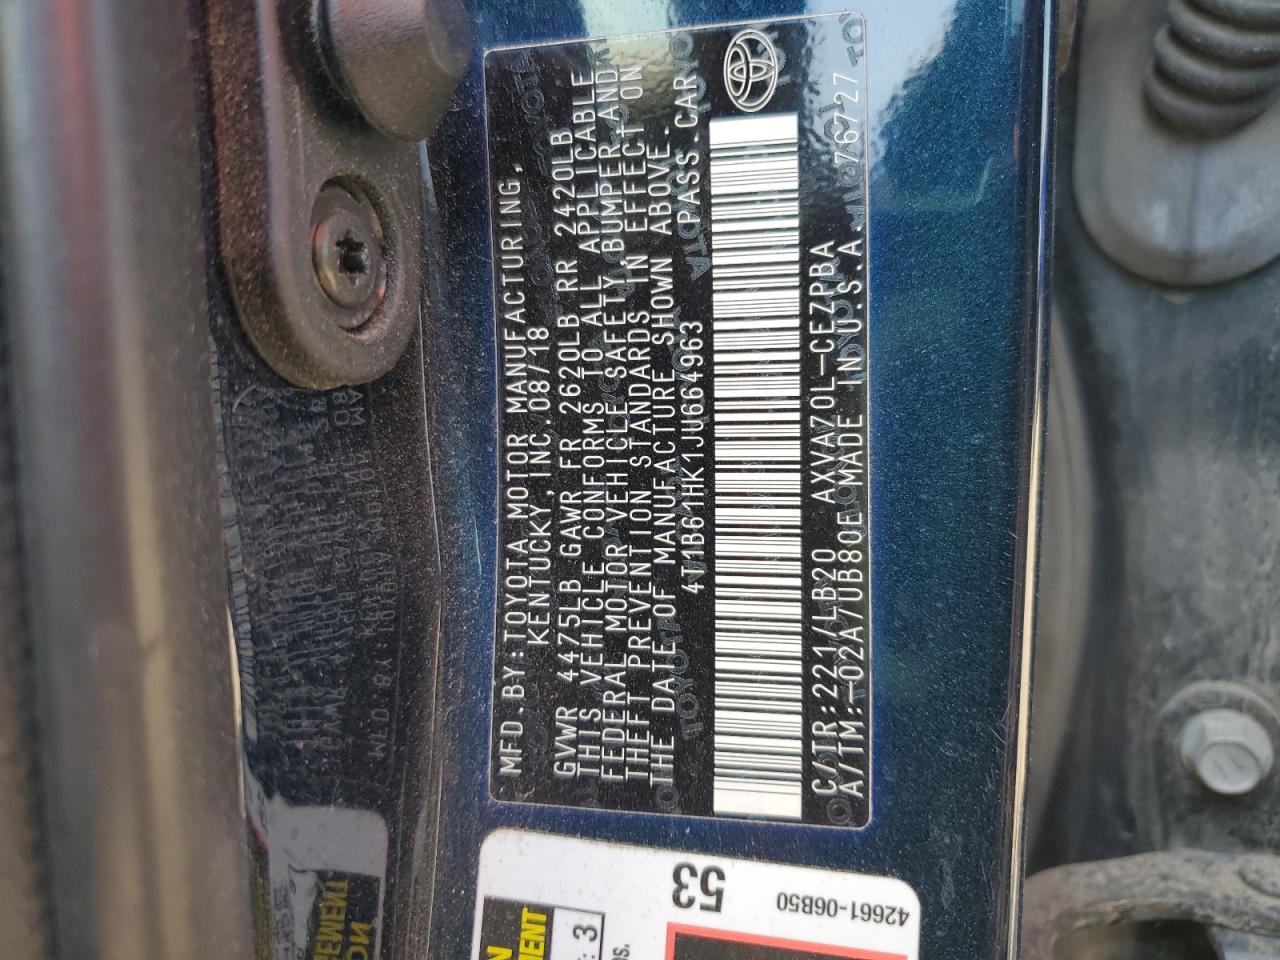 MFD.BY:TOYOTA MOTOR MANUFACTURING,
KENTUCKY,INC.08/18
GVWR 4475LB GAWR FR 2620LB RR 2420LB
THIS VEHICLE CONFORMS TO ALL APPLICABLE
FEDERAL MOTOR VEHICLE SAFETY,BUMPER,AND
THEFT PREVENTION STANDARDS IN EFFECT ON
THE DATE OF MANUFACTURE SHOWN ABOVE.
4T1B61HK1JU664963 PASS.CAR
C/TR:221/LB20 AXVA70L-CEZPBA
A/TM:-02A/UB80E MADE IN U.S.A 76727
53
42661-06B50
3